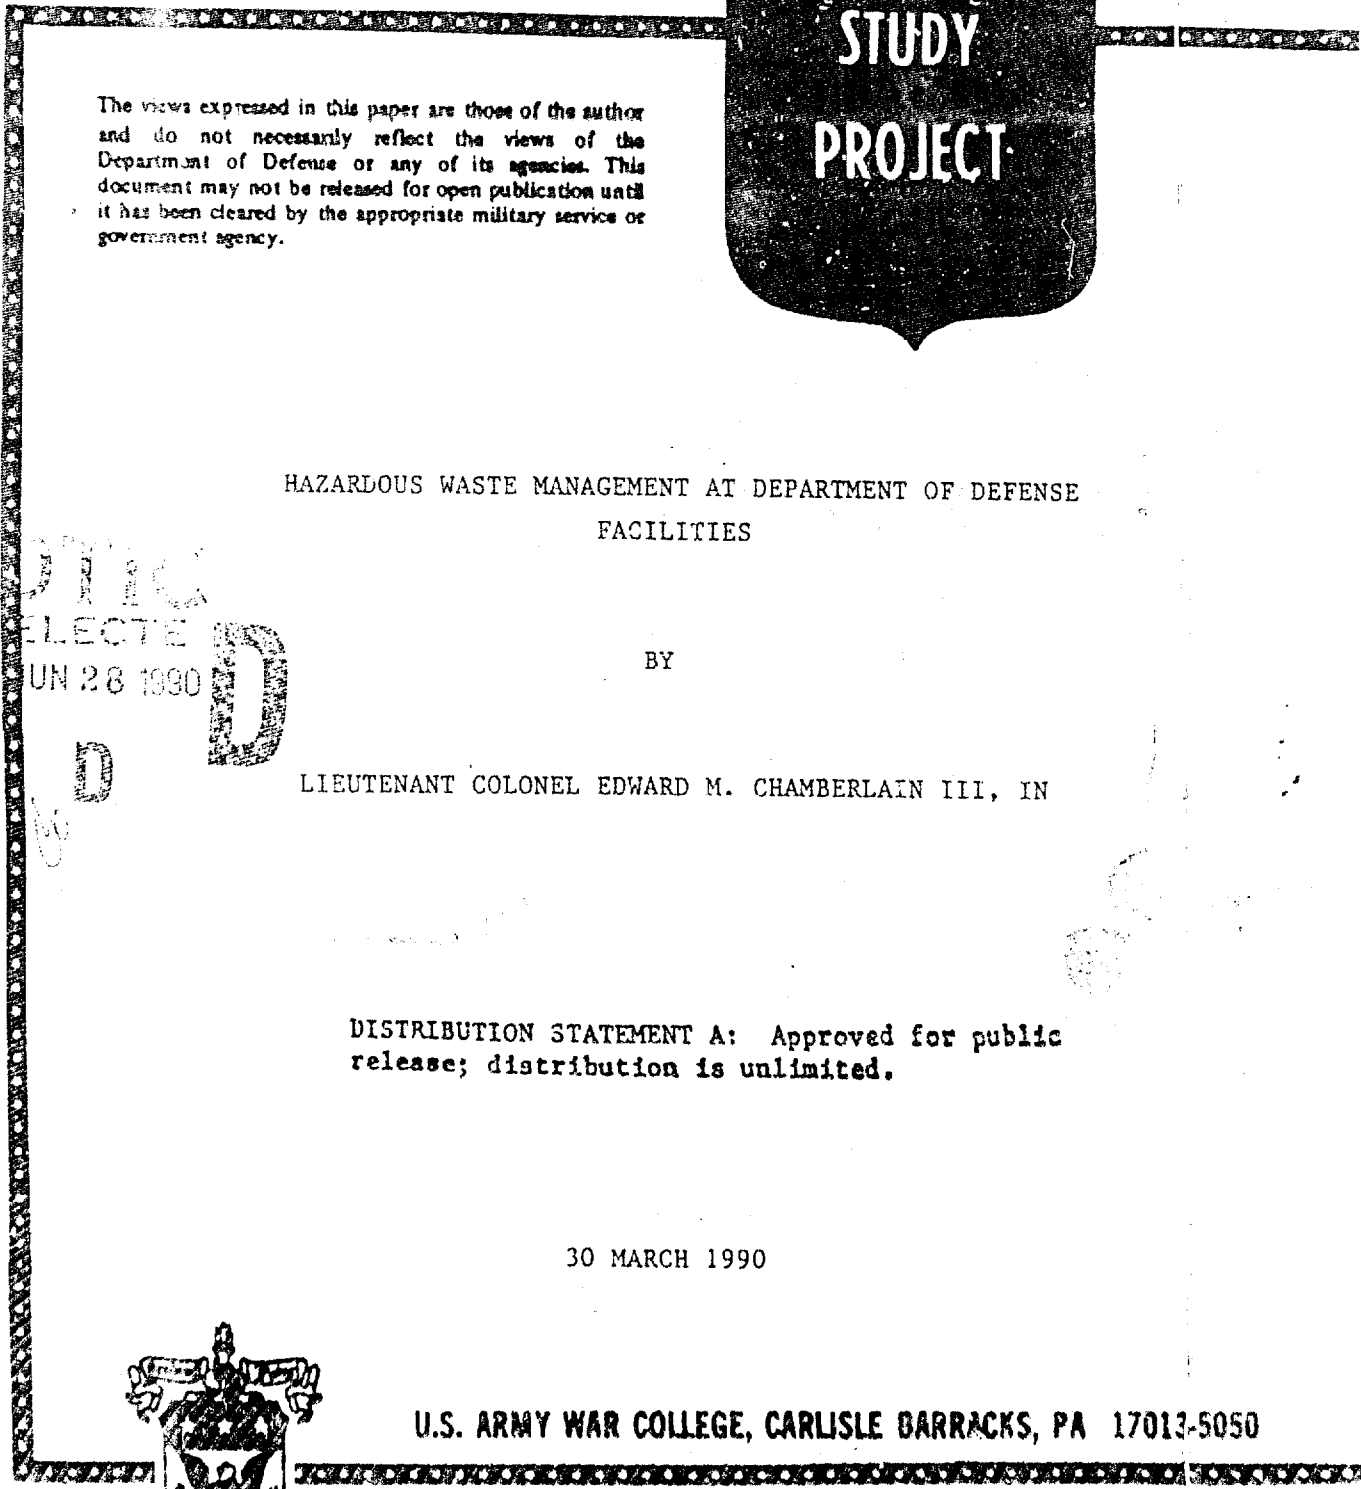 STUDY
PROJECT
The views expressed in this paper are those of the author
and do not necessarily reflect the views of the
Department of Defense or any of its agencies. This
document may not be released for open publication until
it has been cleared by the appropriate military service or
government agency.
HAZARDOUS WASTE MANAGEMENT AT DEPARTMENT OF DEFENSE
FACILITIES
DTIC
ELECTE
JUN 28 1990
D
D
BY
LIEUTENANT COLONEL EDWARD M. CHAMBERLAIN III, IN
DISTRIBUTION STATEMENT A: Approved for public
release; distribution is unlimited.
30 MARCH 1990
U.S. ARMY WAR COLLEGE, CARLISLE BARRACKS, PA 17013-5050